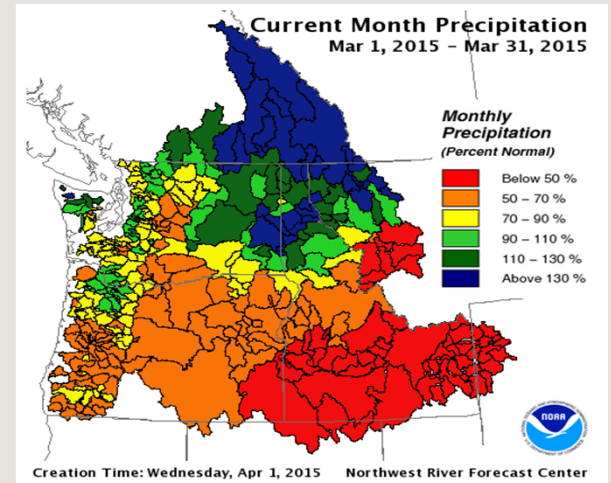 Current Month Precipitation
Mar 1, 2015 – Mar 31, 2015
Monthly
Precipitation
(Percent Normal)
Below 50 %
50 – 70 %
70 – 90 %
90 – 110 %
110 – 130 %
Above 130 %
NOAA
Creation Time: Wednesday, Apr 1, 2015 Northwest River Forecast Center